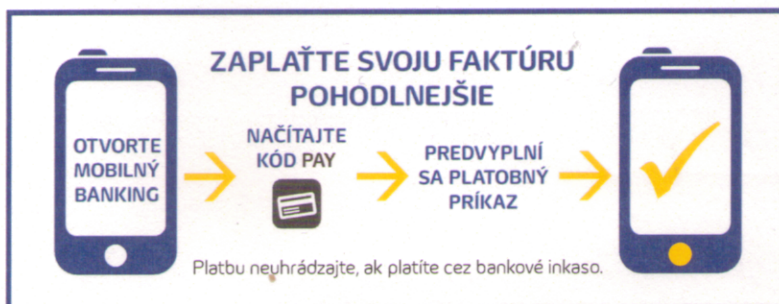 ZAPLAŤTE SVOJU FAKTÚRU
POHODLNEJŠIE
OTVORTE
MOBILNÝ
BANKING
NAČÍTAJTE
KÓD PAY
PREDVYPLNÍ
SA PLATOBNÝ
PRÍKAZ
Platbu neuhrádzajte, ak platíte cez bankové inkaso.